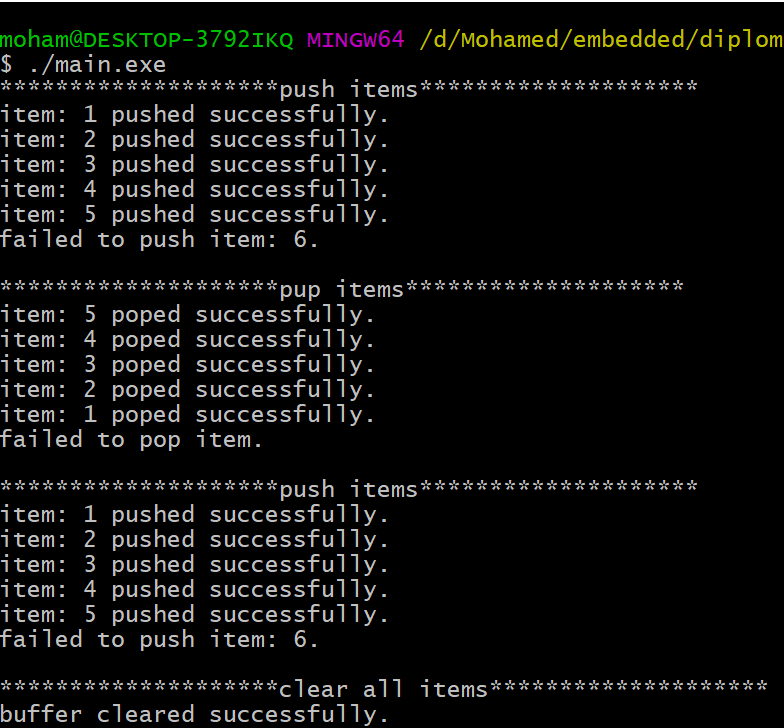 moham@DESKTOP-3792IKQ MINGW64 /d/Mohamed/embedded/diplom
$ ./main.exe
********************push items********************
item: 1 pushed successfully.
item: 2 pushed successfully.
item: 3 pushed successfully.
item: 4 pushed successfully.
item: 5 pushed successfully.
failed to push item: 6.

********************pup items********************
item: 5 poped successfully.
item: 4 poped successfully.
item: 3 poped successfully.
item: 2 poped successfully.
item: 1 poped successfully.
failed to pop item.

********************push items********************
item: 1 pushed successfully.
item: 2 pushed successfully.
item: 3 pushed successfully.
item: 4 pushed successfully.
item: 5 pushed successfully.
failed to push item: 6.

********************clear all items********************
buffer cleared successfully.